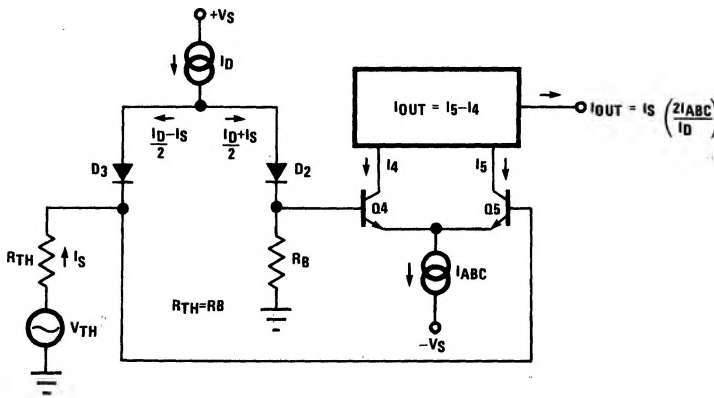 +VS
ID
ID/2 – IS
ID/2 + IS
D3
D2
IOUT = I5–I4
IOUT = IS (2IABC/ID)
I4
I5
Q4
Q5
RTH
IS
RB
IABC
RTH=RB
VTH
–VS